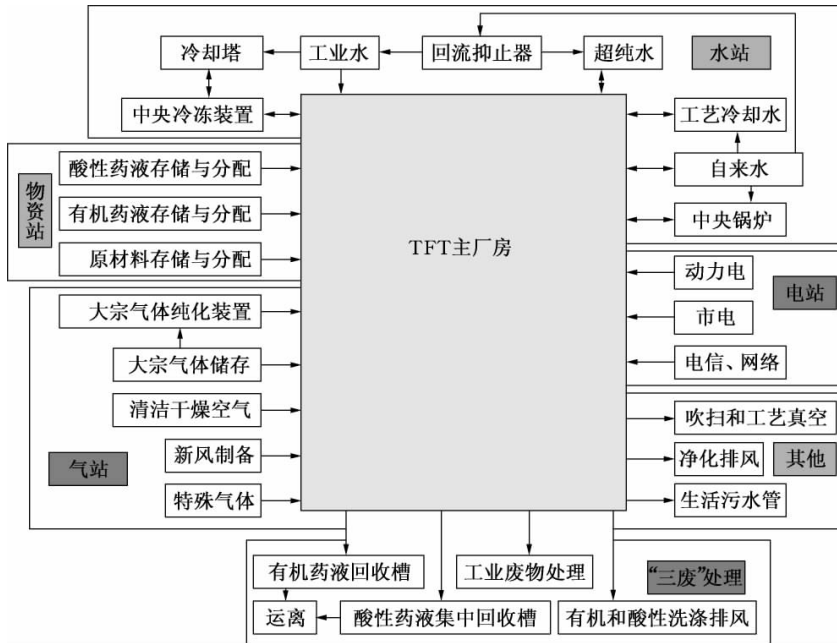 冷却塔
工业水
回流抑止器
超纯水
水站
中央冷冻装置
工艺冷却水
自来水
中央锅炉
物资站
酸性药液存储与分配
有机药液存储与分配
原材料存储与分配
TFT主厂房
动力电
电站
市电
电信、网络
大宗气体纯化装置
大宗气体储存
清洁干燥空气
新风制备
气站
特殊气体
吹扫和工艺真空
净化排风
其他
生活污水管
有机药液回收槽
工业废物处理
“三废”处理
运离
酸性药液集中回收槽
有机和酸性洗涤排风